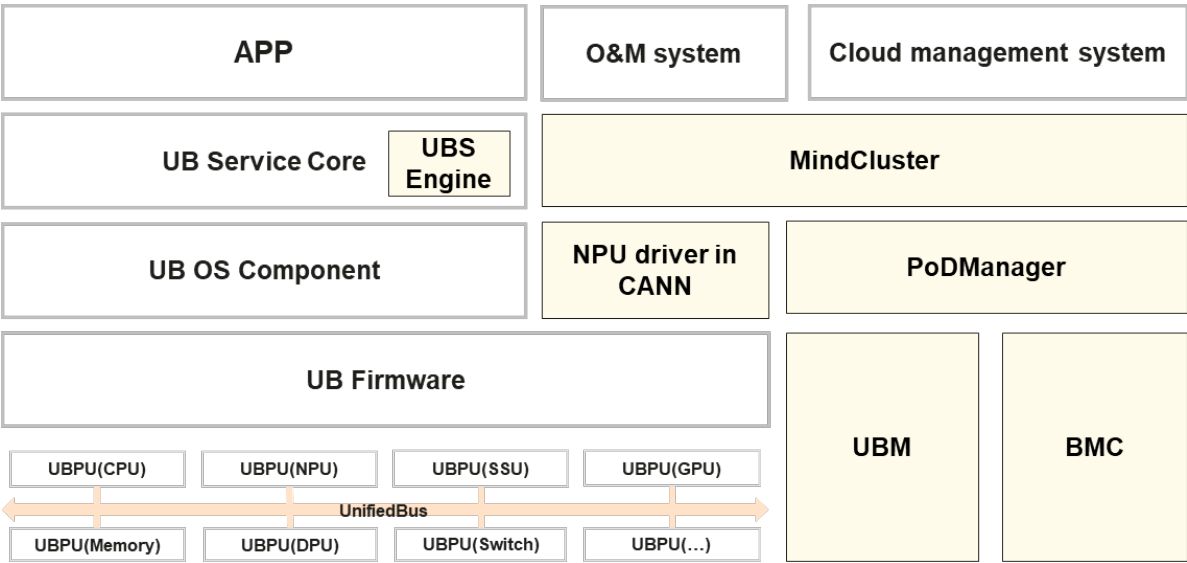 APP
O&M system
Cloud management system
UB Service Core
UBS
Engine
MindCluster
UB OS Component
NPU driver in
CANN
PoDManager
UB Firmware
UBM
BMC
UBPU(CPU)
UBPU(NPU)
UBPU(SSU)
UBPU(GPU)
UnifiedBus
UBPU(Memory)
UBPU(DPU)
UBPU(Switch)
UBPU(...)